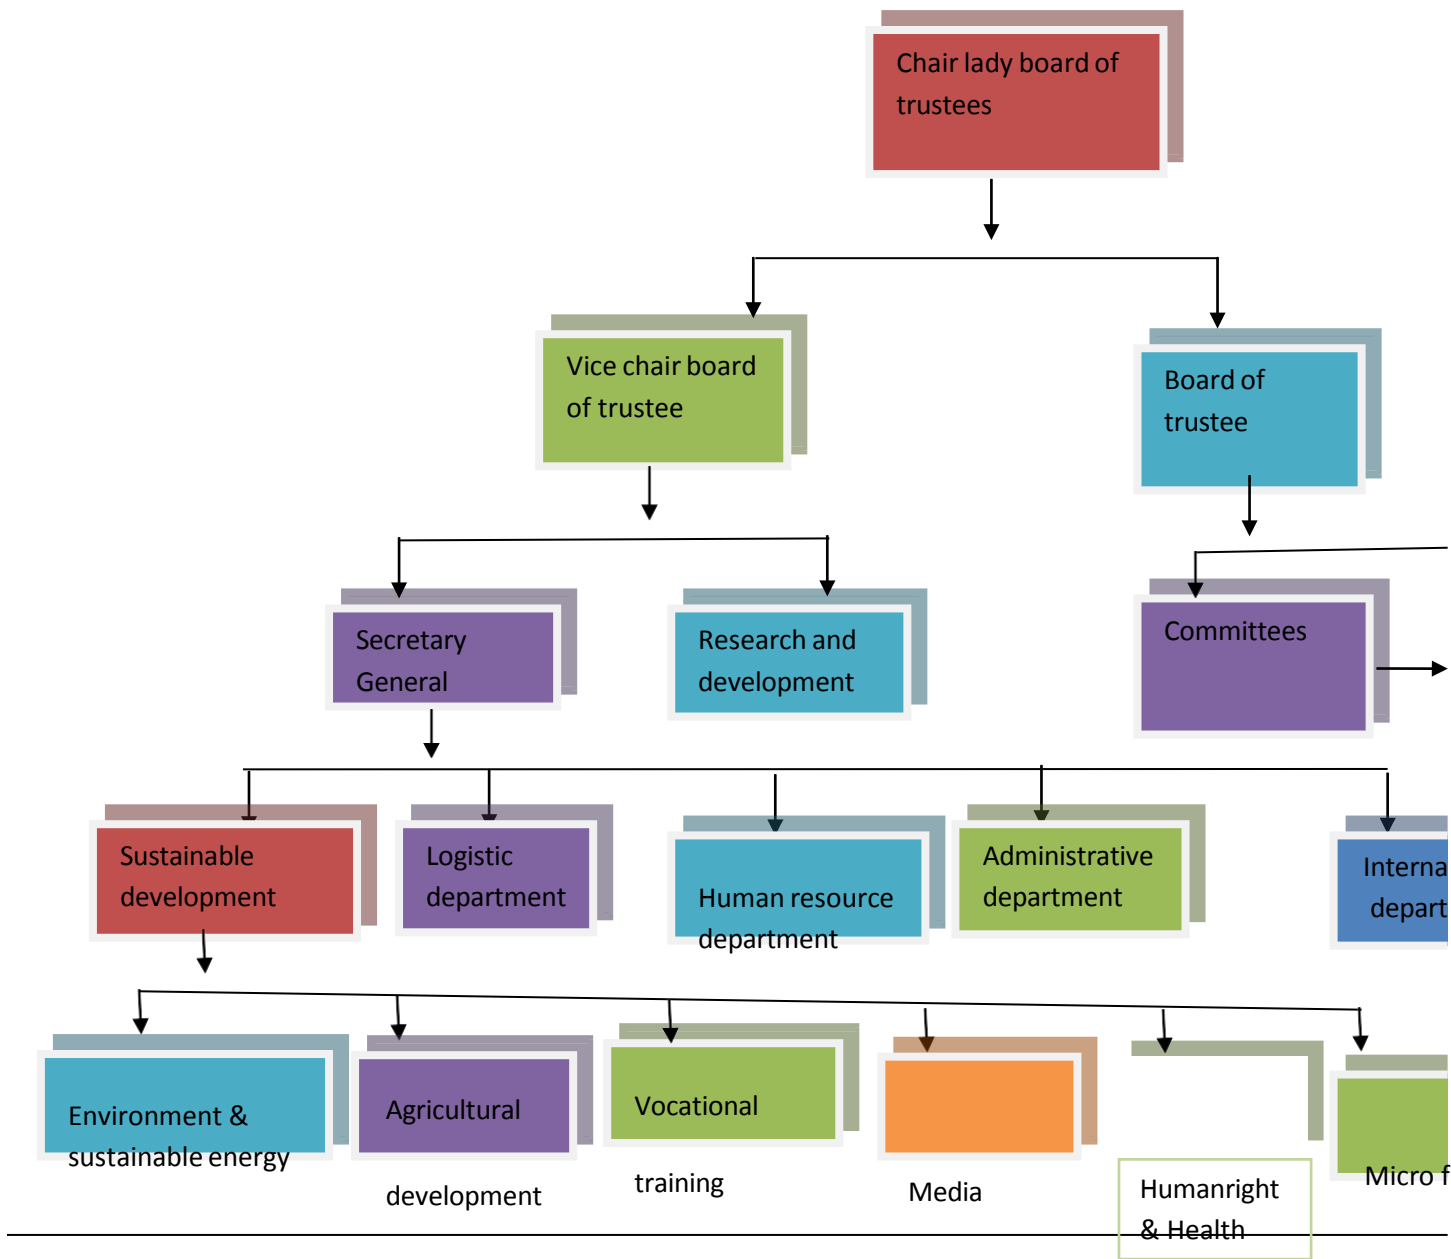 Chair lady board of
trustees
Vice chair board
of trustee
Board of
trustee
Secretary
General
Research and
development
Committees
Sustainable
development
Logistic
department
Human resource
department
Administrative
department
Interna
depart
Environment &
sustainable energy
Agricultural
development
Vocational
training
Media
Humanright
& Health
Micro f